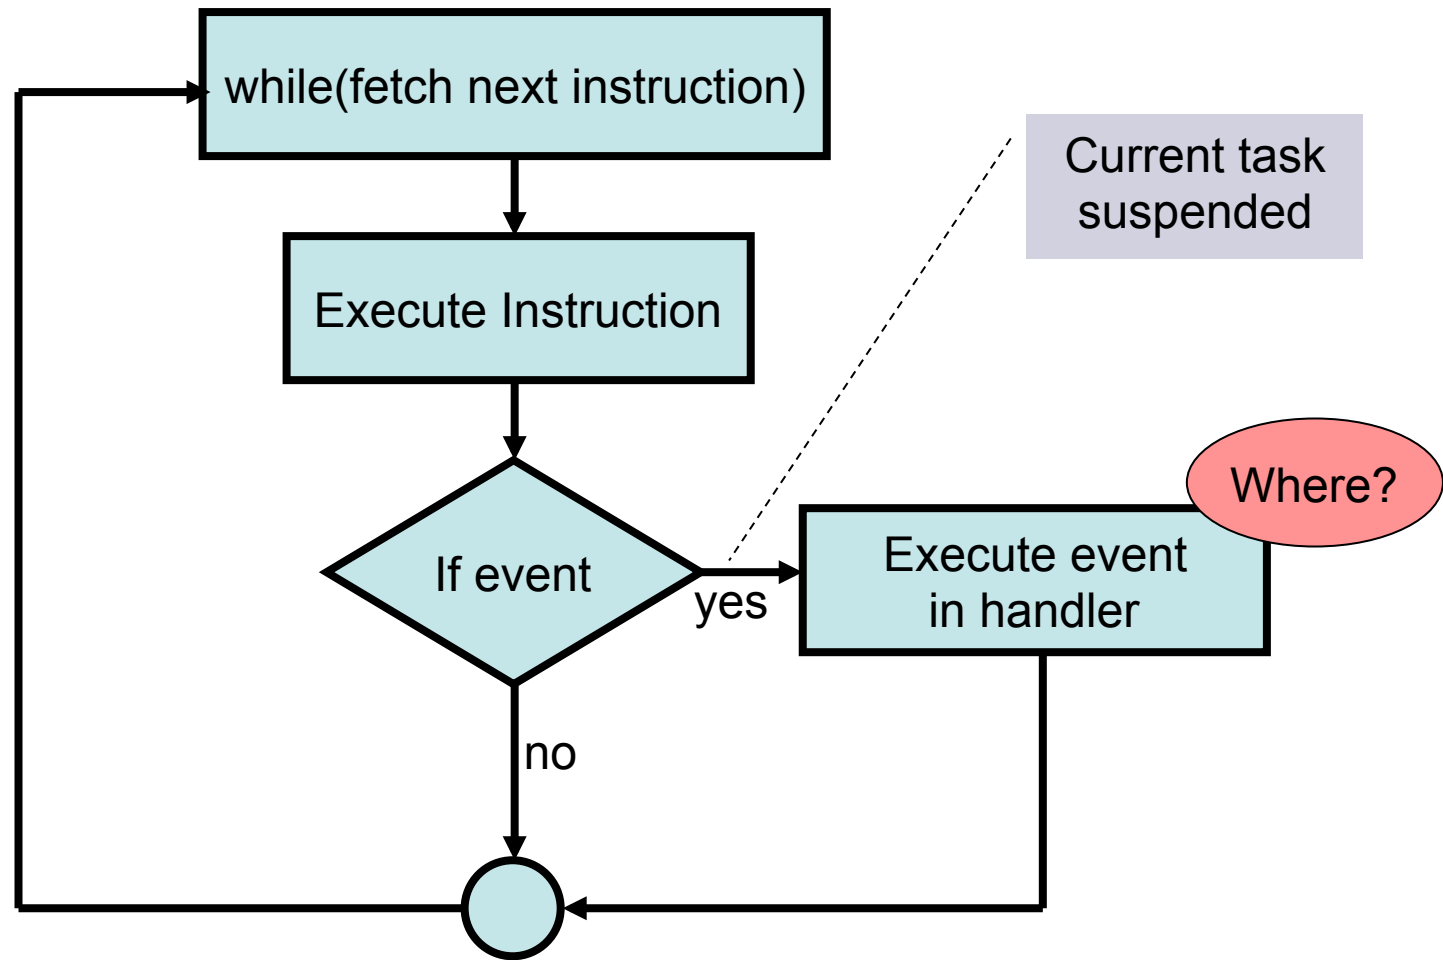 while(fetch next instruction)
Current task
suspended
Execute Instruction
Where?
If event
yes
Execute event
in handler
no